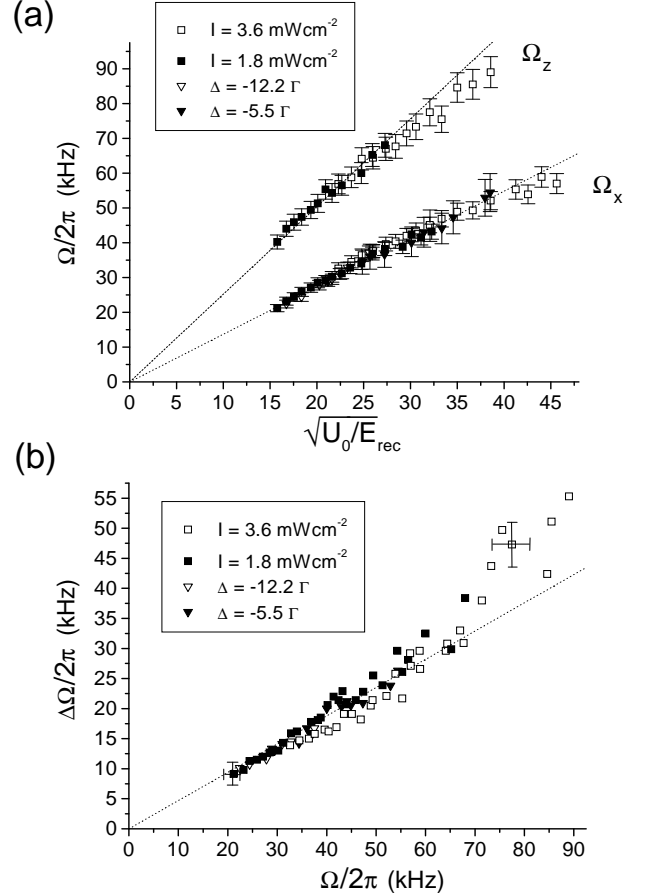 (a)
I = 3.6 mWcm-2
I = 1.8 mWcm-2
Δ = -12.2 Γ
Δ = -5.5 Γ
Ωz
Ωx
Ω/2π (kHz)
90
80
70
60
50
40
30
20
10
0
0 5 10 15 20 25 30 35 40 45
√U0/Erec
(b)
I = 3.6 mWcm-2
I = 1.8 mWcm-2
Δ = -12.2 Γ
Δ = -5.5 Γ
ΔΩ/2π (kHz)
55
50
45
40
35
30
25
20
15
10
5
0
0 10 20 30 40 50 60 70 80 90
Ω/2π (kHz)